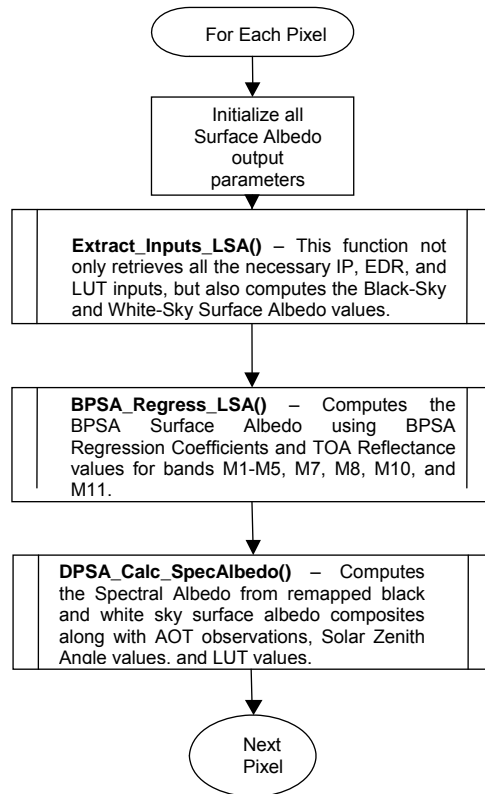 For Each Pixel
Initialize all
Surface Albedo
output
parameters
Extract_Inputs_LSA() – This function not
only retrieves all the necessary IP, EDR, and
LUT inputs, but also computes the Black-Sky
and White-Sky Surface Albedo values.
BPSA_Regress_LSA() – Computes the
BPSA Surface Albedo using BPSA
Regression Coefficients and TOA Reflectance
values for bands M1-M5, M7, M8, M10, and
M11.
DPSA_Calc_SpecAlbedo() – Computes
the Spectral Albedo from remapped black
and white sky surface albedo composites
along with AOT observations, Solar Zenith
Angle values, and LUT values.
Next
Pixel